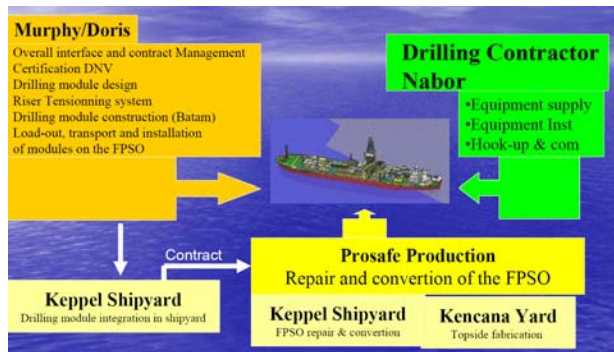 Murphy/Doris
Overall interface and contract Management
Certification DNV
Drilling module design
Riser Tensionning system
Drilling module construction (Batam)
Load-out, transport and installation
of modules on the FPSO
Drilling Contractor
Nabor
•Equipment supply
•Equipment Inst
•Hook-up & com
Contract
Prosafe Production
Repair and convertion of the FPSO
Keppel Shipyard
Drilling module integration in shipyard
Keppel Shipyard
FPSO repair & convertion
Kencana Yard
Topside fabrication